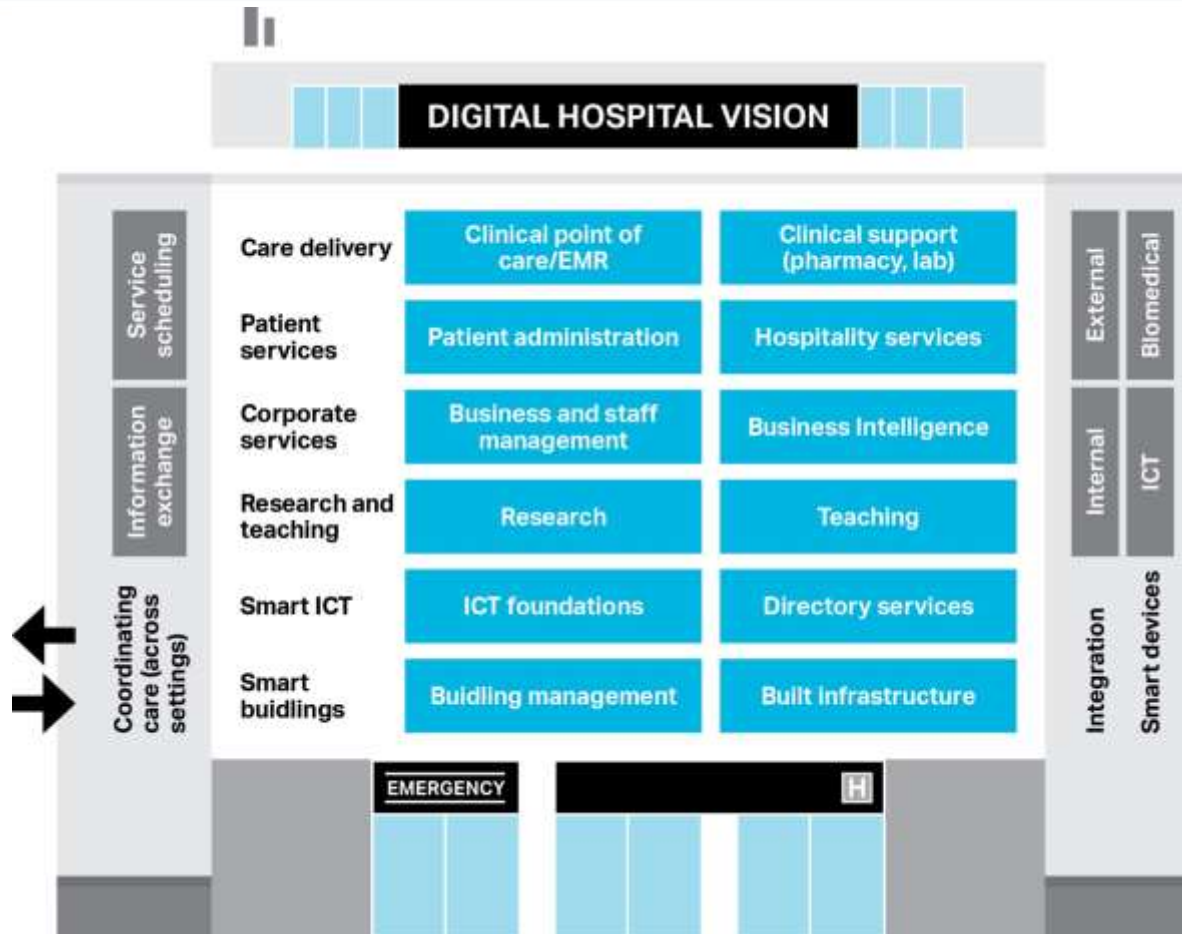 DIGITAL HOSPITAL VISION
Service
scheduling
Information
exchange
Coordinating
care (across
settings)
Care delivery
Clinical point of
care/EMR
Clinical support
(pharmacy, lab)
Patient
services
Patient administration
Hospitality services
Corporate
services
Business and staff
management
Business Intelligence
Research and
teaching
Research
Teaching
Smart ICT
ICT foundations
Directory services
Smart
buidlings
Buidling management
Built infrastructure
External
Internal
Integration
Biomedical
ICT
Smart devices
EMERGENCY
H